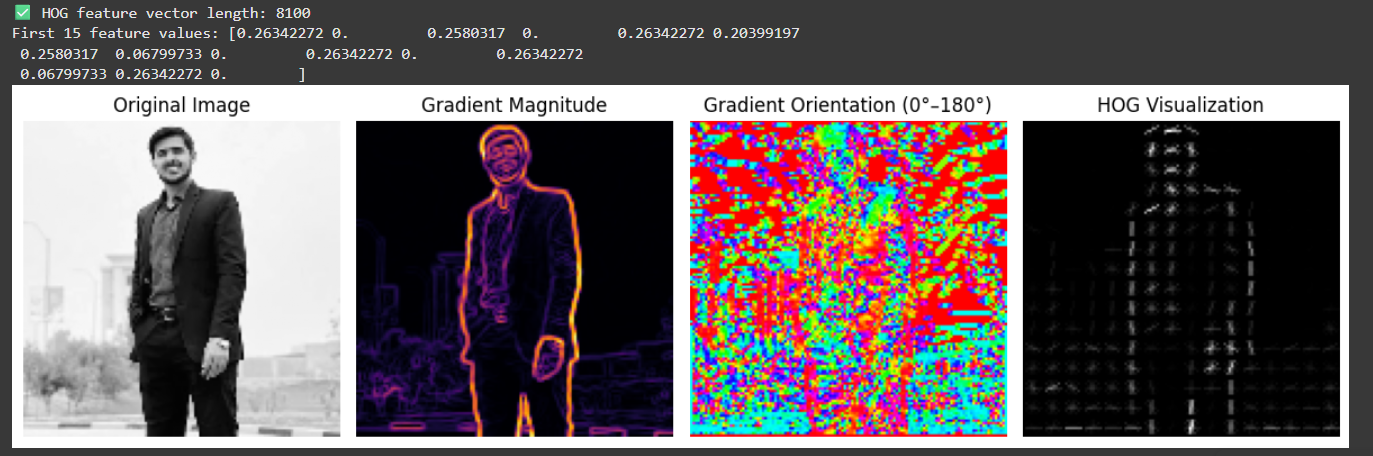 ✅ HOG feature vector length: 8100
First 15 feature values: [0.26342272 0.         0.2580317  0.         0.26342272 0.20399197
 0.2580317  0.06799733 0.         0.26342272 0.         0.26342272
 0.06799733 0.26342272 0.        ]
Original Image
Gradient Magnitude
Gradient Orientation (0°–180°)
HOG Visualization